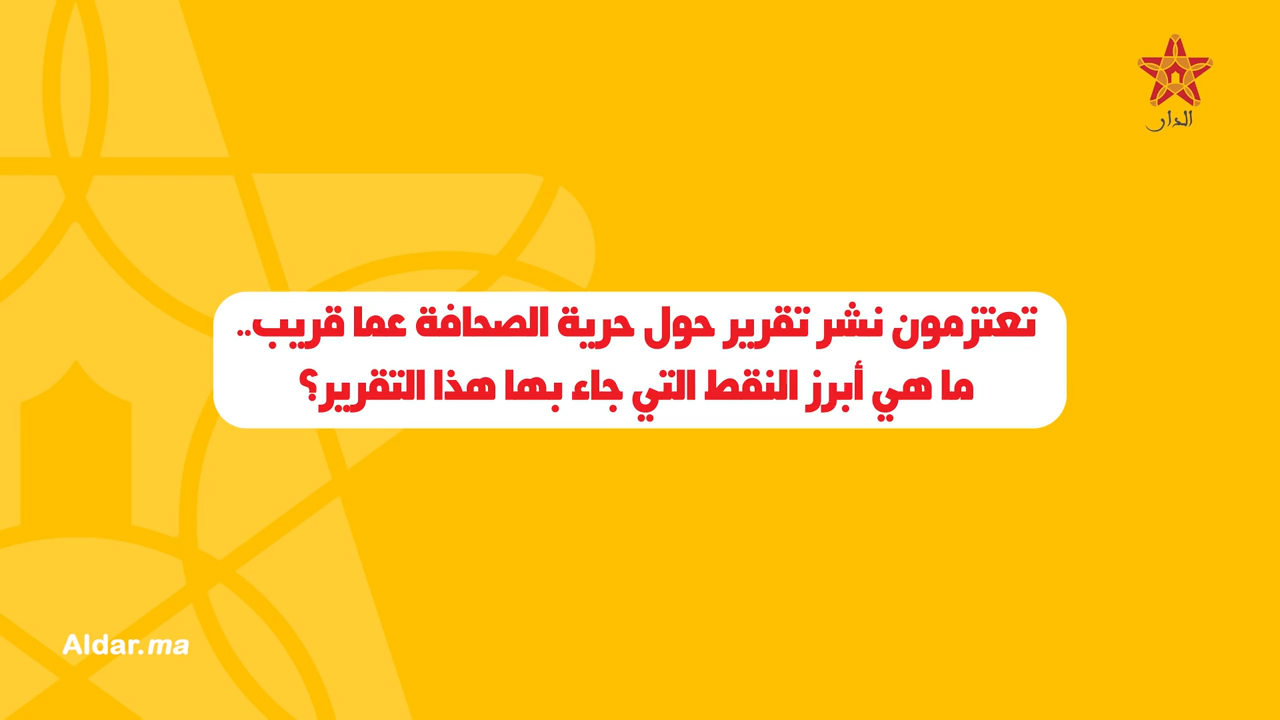 الدار
تعتزمون نشر تقرير حول حرية الصحافة عما قريب..
ما هي أبرز النقط التي جاء بها هذا التقرير؟
Aldar.ma